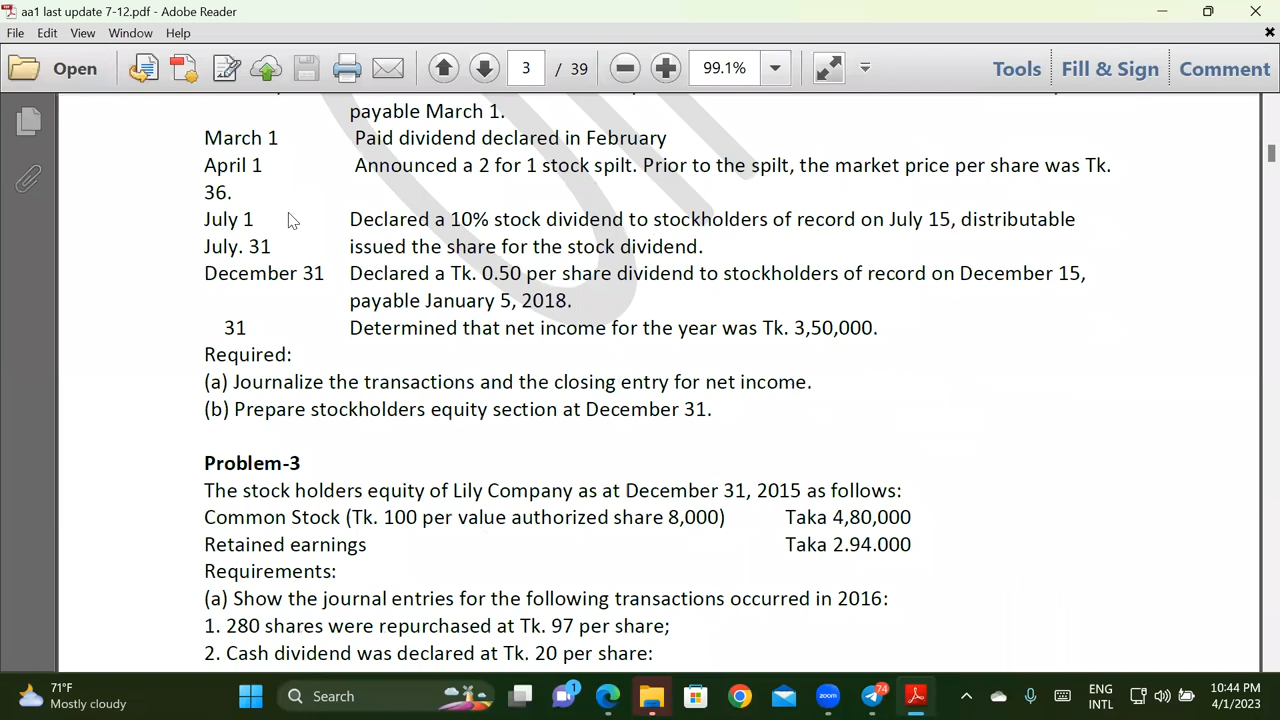 aa1 last update 7-12.pdf - Adobe Reader
File Edit View Window Help
Open 3 / 39 99.1% Tools Fill & Sign Comment
payable March 1.
March 1 Paid dividend declared in February
April 1 Announced a 2 for 1 stock spilt. Prior to the spilt, the market price per share was Tk.
36.
July 1 Declared a 10% stock dividend to stockholders of record on July 15, distributable
July. 31 issued the share for the stock dividend.
December 31 Declared a Tk. 0.50 per share dividend to stockholders of record on December 15,
payable January 5, 2018.
31 Determined that net income for the year was Tk. 3,50,000.
Required:
(a) Journalize the transactions and the closing entry for net income.
(b) Prepare stockholders equity section at December 31.
Problem-3
The stock holders equity of Lily Company as at December 31, 2015 as follows:
Common Stock (Tk. 100 per value authorized share 8,000) Taka 4,80,000
Retained earnings Taka 2.94.000
Requirements:
(a) Show the journal entries for the following transactions occurred in 2016:
1. 280 shares were repurchased at Tk. 97 per share;
2. Cash dividend was declared at Tk. 20 per share:
71°F
Mostly cloudy
Search
1
zoom
74
ENG
INTL
10:44 PM
4/1/2023